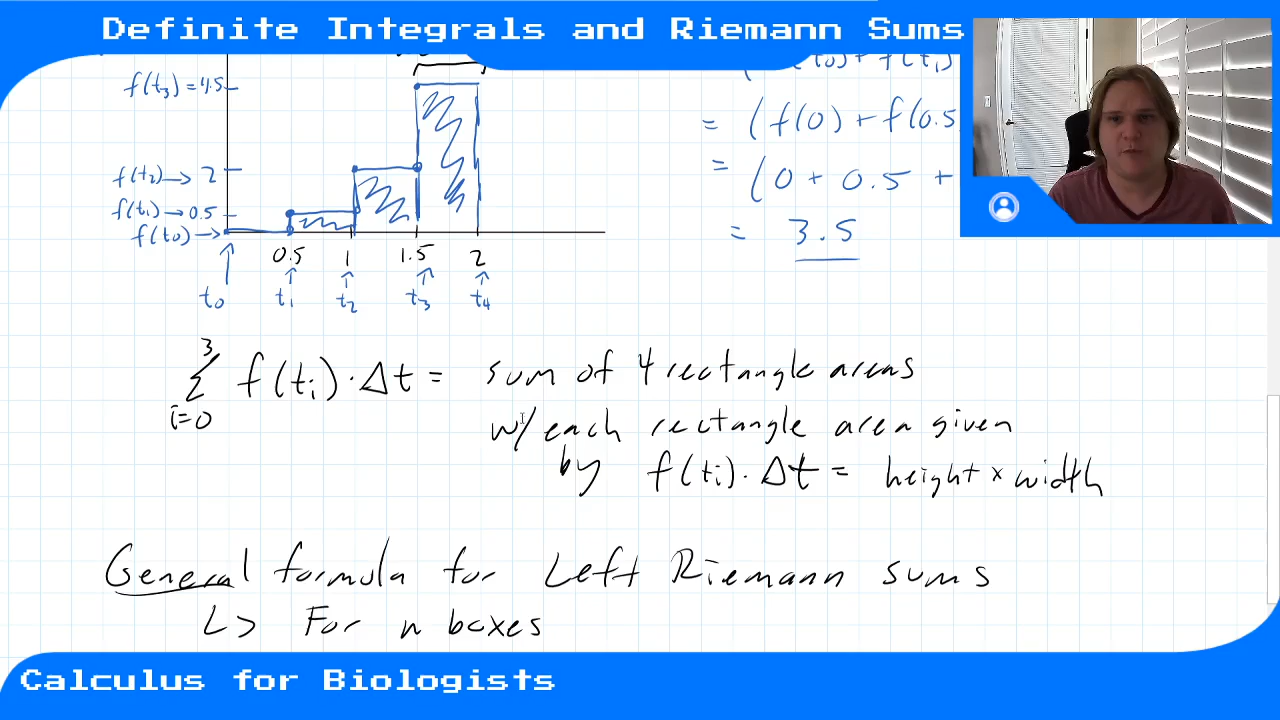 Definite Integrals and Riemann Sums
f(t₃) = 4.5
f(t₂) → 2
f(t₁) → 0.5
f(t₀) →
0.5 1 1.5 2
t₀ t₁ t₂ t₃ t₄
= (f(0) + f(0.5
= (0 + 0.5 +
= 3.5
3
Σ f(tᵢ) · Δt = sum of 4 rectangle areas
i=0
w/ each rectangle area given
by f(tᵢ) · Δt = height × width
General formula for Left Riemann sums
↳ For n boxes
Calculus for Biologists